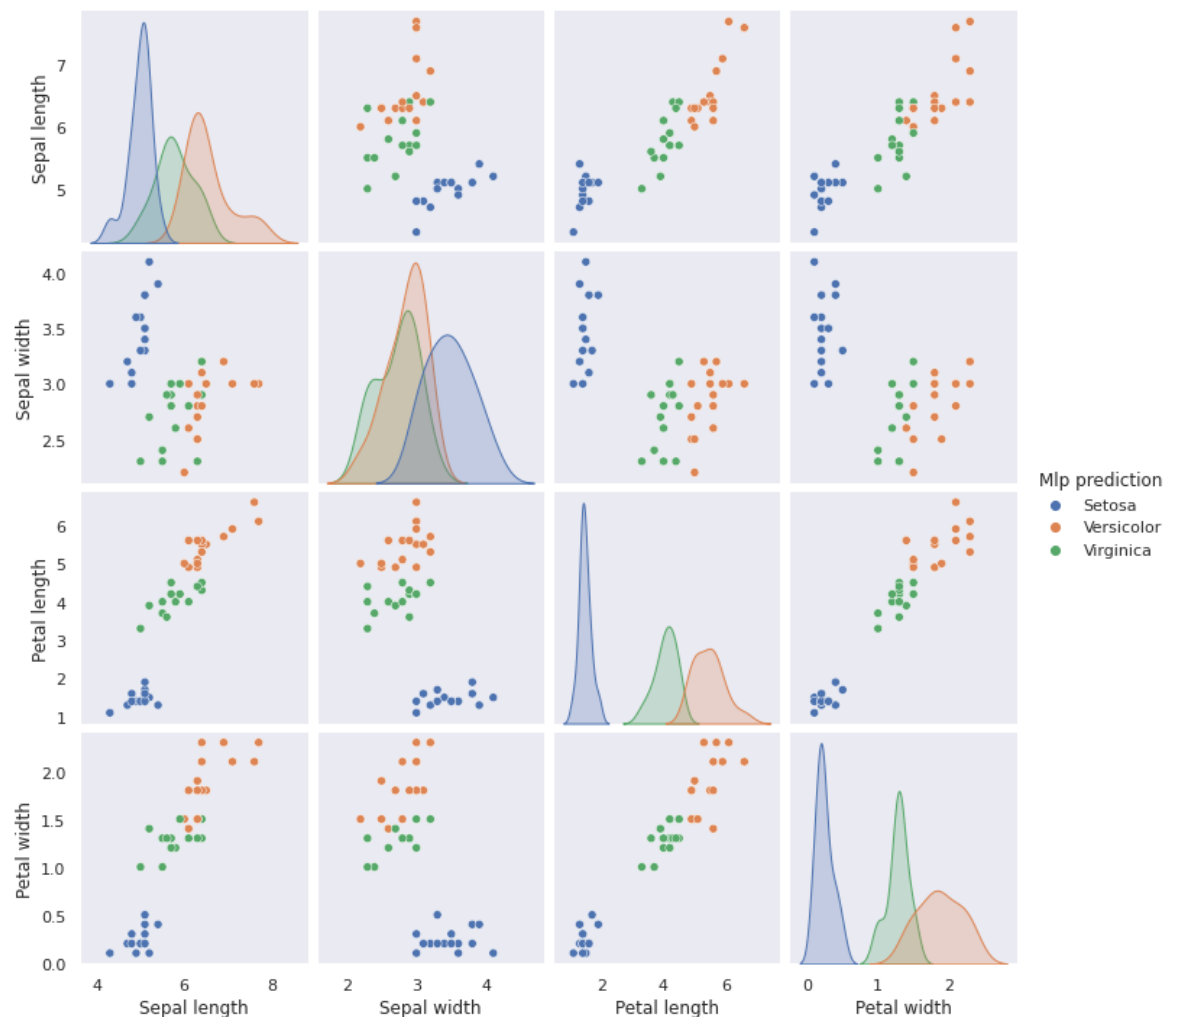 Sepal length
7
6
5
Sepal width
4.0
3.5
3.0
2.5
Mlp prediction
Setosa
Versicolor
Virginica
Petal length
6
5
4
3
2
1
Petal width
2.0
1.5
1.0
0.5
0.0
4 6 8 2 3 4 2 4 6 0 1 2
Sepal length Sepal width Petal length Petal width